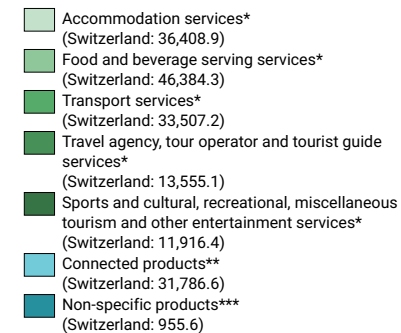 Accommodation services*
(Switzerland: 36,408.9)
Food and beverage serving services*
(Switzerland: 46,384.3)
Transport services*
(Switzerland: 33,507.2)
Travel agency, tour operator and tourist guide
services*
(Switzerland: 13,555.1)
Sports and cultural, recreational, miscellaneous
tourism and other entertainment services*
(Switzerland: 11,916.4)
Connected products**
(Switzerland: 31,786.6)
Non-specific products***
(Switzerland: 955.6)